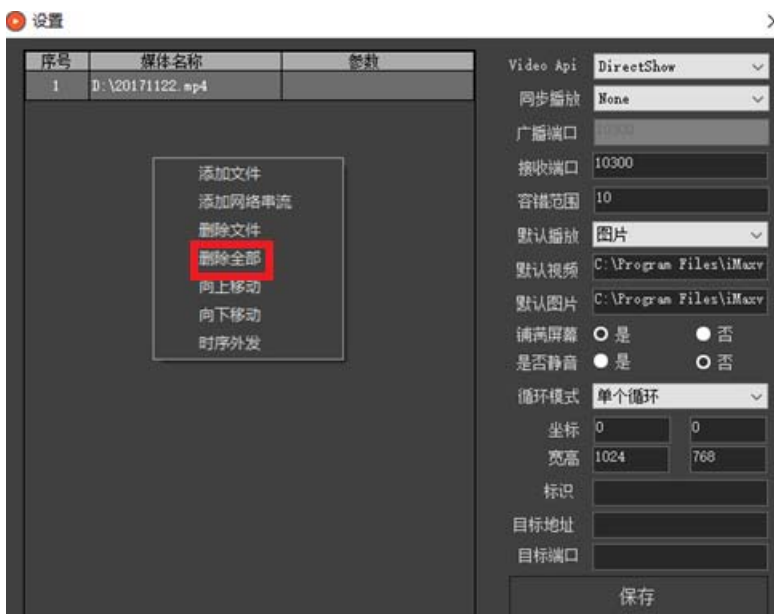 设置
序号 媒体名称 参数
1 D:\20171122.mp4
添加文件
添加网络串流
删除文件
删除全部
向上移动
向下移动
时序外发
Video Api DirectShow
同步播放 None
广播端口 10300
接收端口 10300
容错范围 10
默认播放 图片
默认视频 C:\Program Files\iMaxv
默认图片 C:\Program Files\iMaxv
铺满屏幕 是 否
是否静音 是 否
循环模式 单个循环
坐标 0 0
宽高 1024 768
标识
目标地址
目标端口
保存